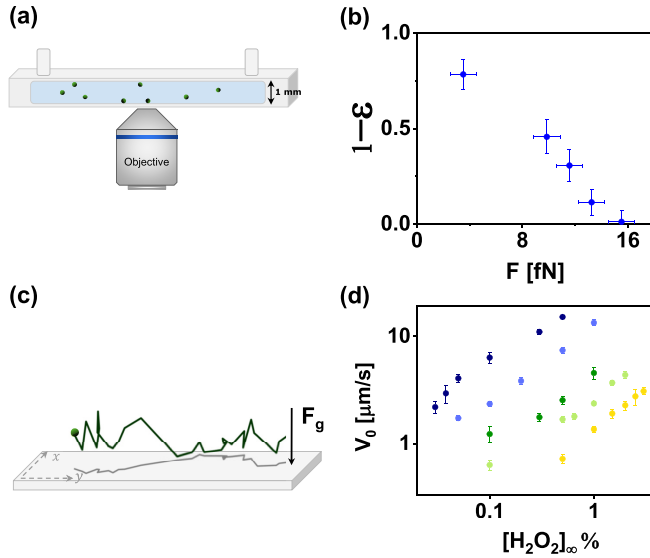 (a)
1 mm
Objective
(b)
1.0
0.5
0.0
1−ε
0
8
16
F [fN]
(c)
F_g
x
y
(d)
10
1
V_0 [μm/s]
0.1
1
[H_2O_2]_∞ %